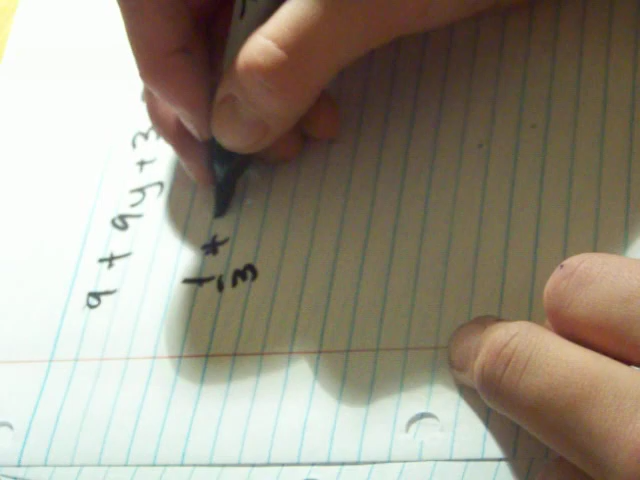 9 + 9y + 3
1/3 +